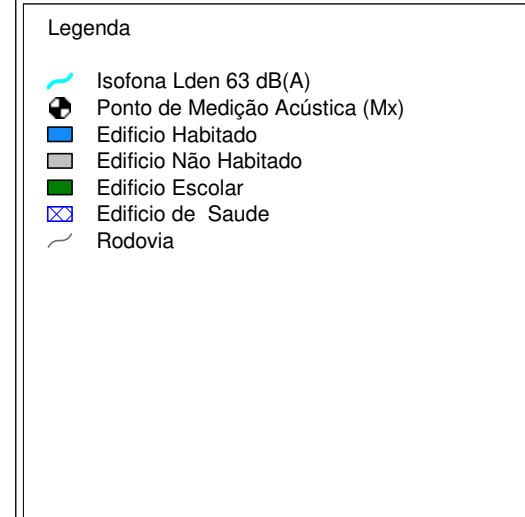 Legenda
Isofona Lden 63 dB(A)
Ponto de Medição Acústica (Mx)
Edificio Habitado
Edificio Não Habitado
Edificio Escolar
Edificio de  Saude
Rodovia